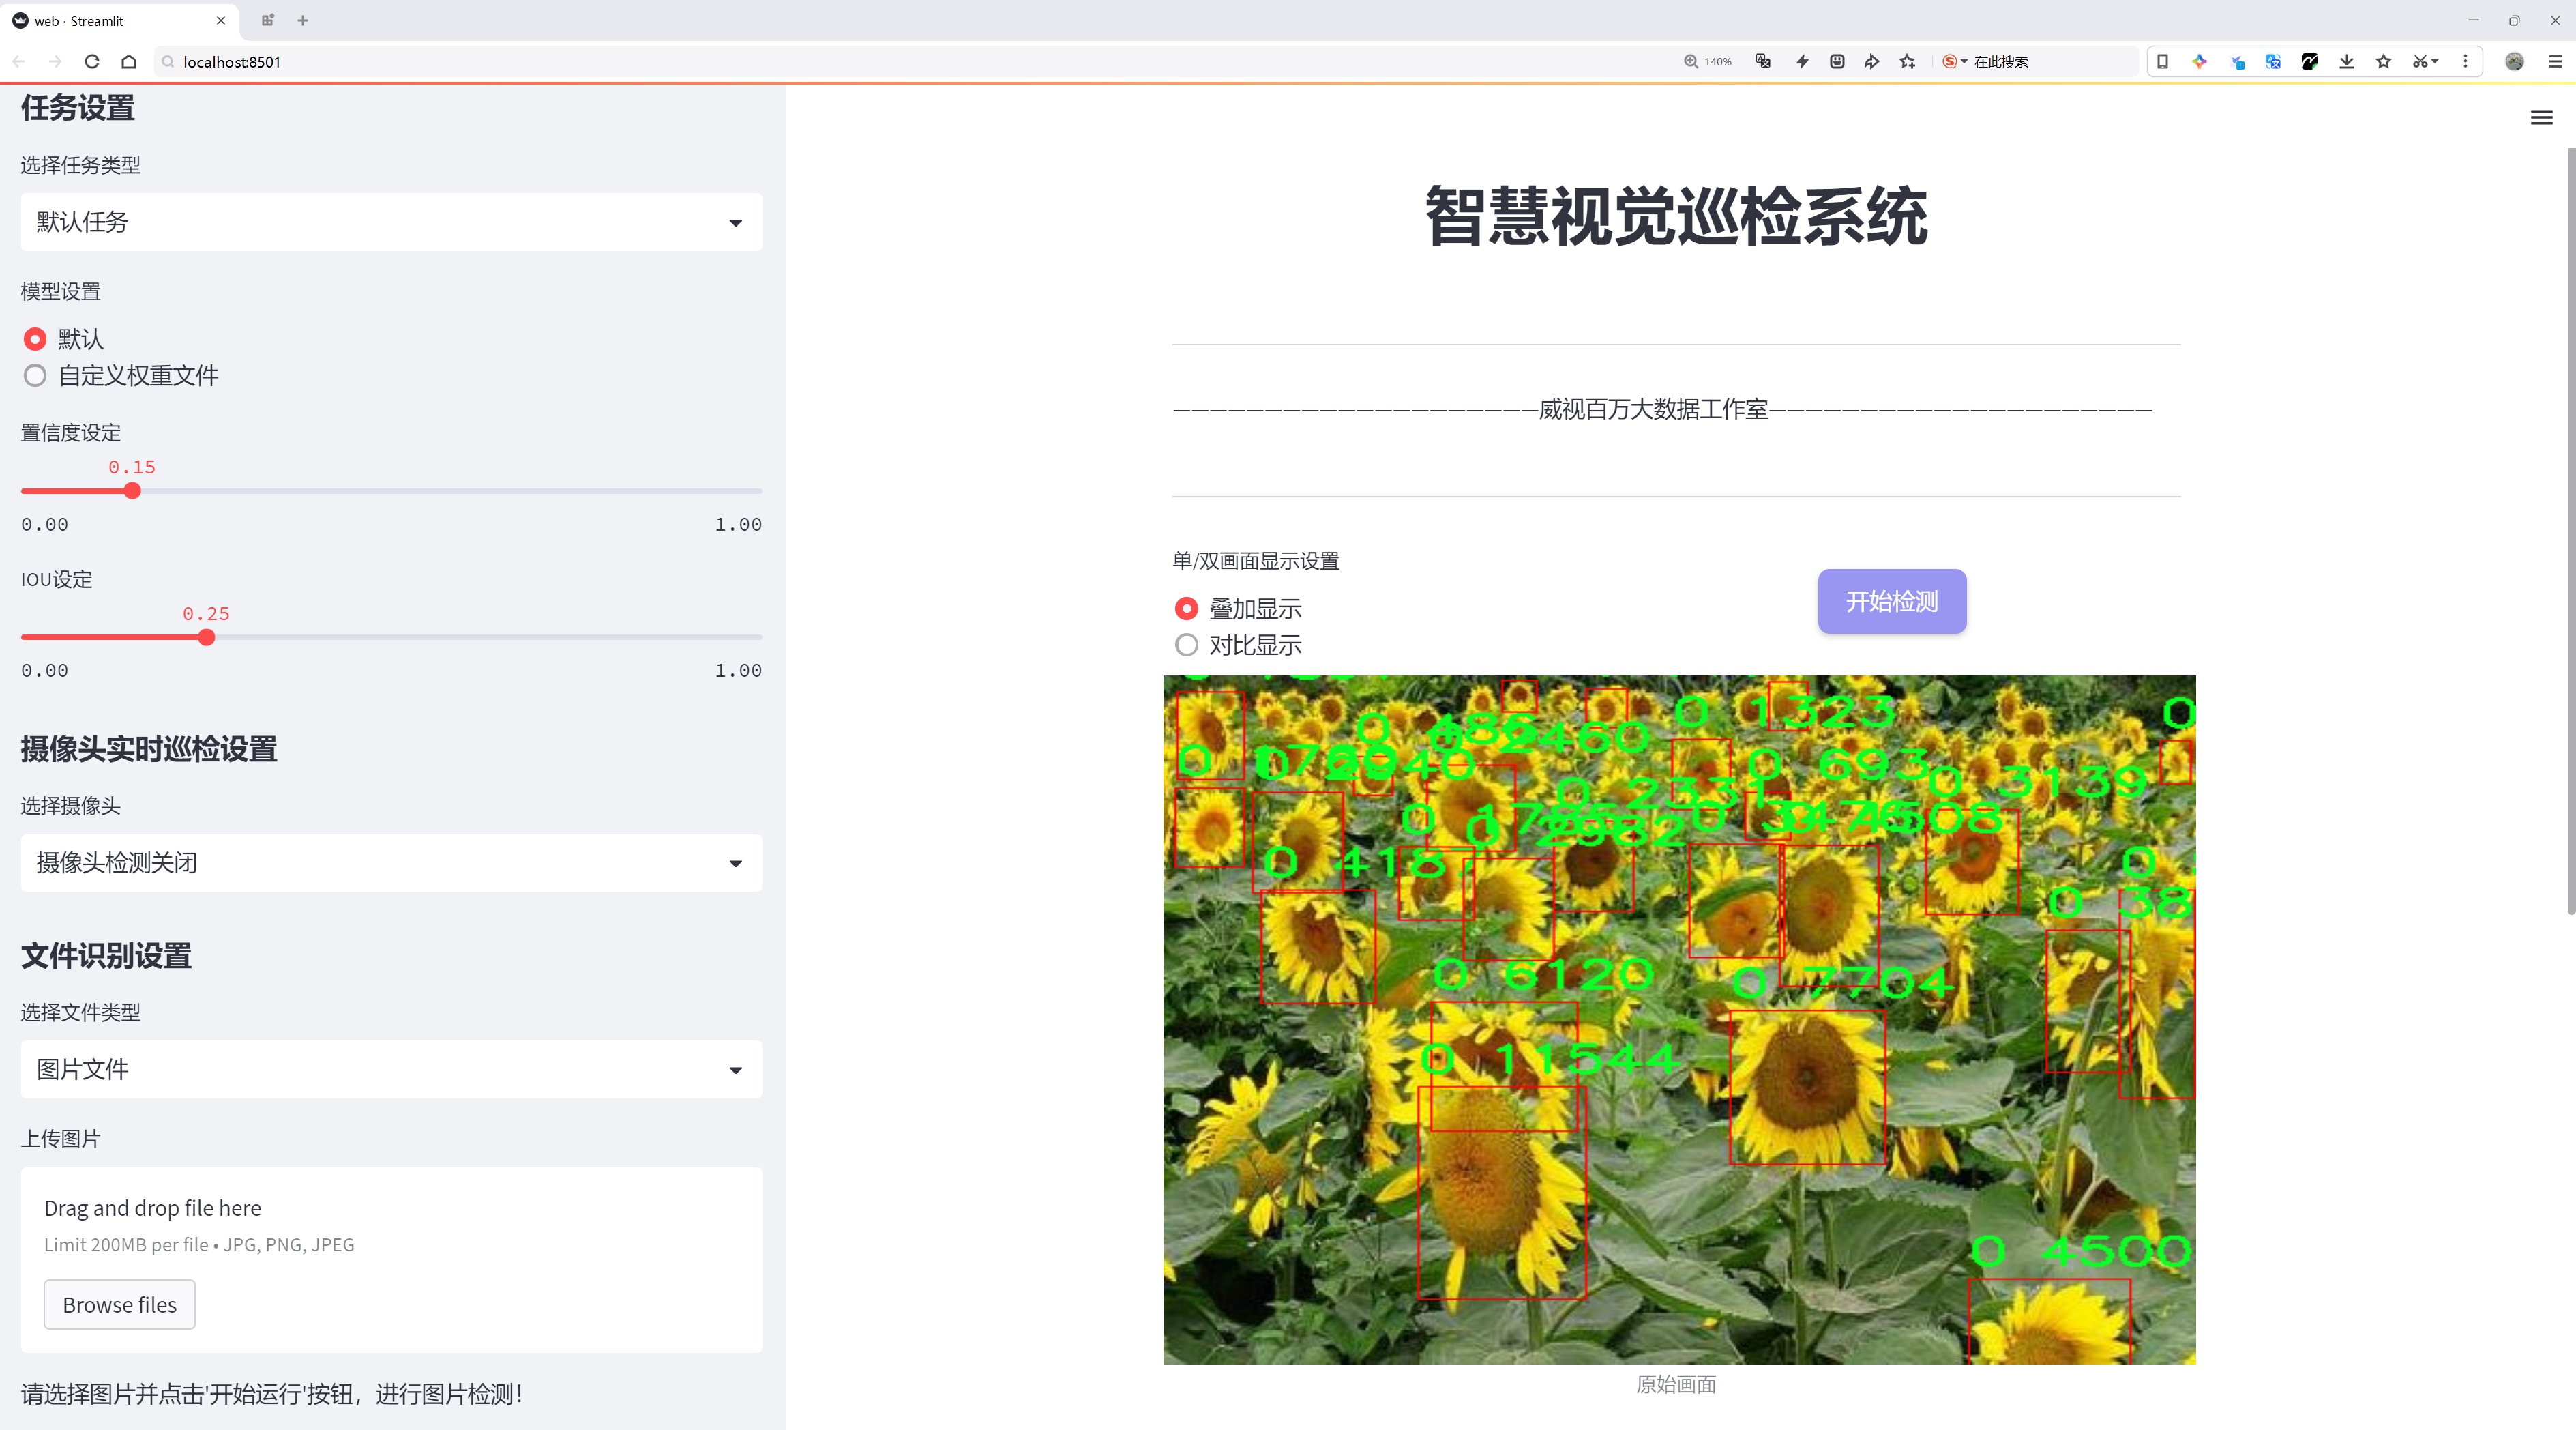 web · Streamlit
localhost:8501
140%
在此搜索
任务设置
选择任务类型
默认任务
模型设置
默认
自定义权重文件
置信度设定
0.15
0.00
1.00
IOU设定
0.25
0.00
1.00
摄像头实时巡检设置
选择摄像头
摄像头检测关闭
文件识别设置
选择文件类型
图片文件
上传图片
Drag and drop file here
Limit 200MB per file • JPG, PNG, JPEG
Browse files
请选择图片并点击'开始运行'按钮，进行图片检测！
智慧视觉巡检系统
————————————————————威视百万大数据工作室—————————————————————
单/双画面显示设置
叠加显示
对比显示
开始检测
0 1323
0
0 2460
0 693
0 3139
0 4187
0 38
0 6120
0 7704
0 11544
0 4500
原始画面